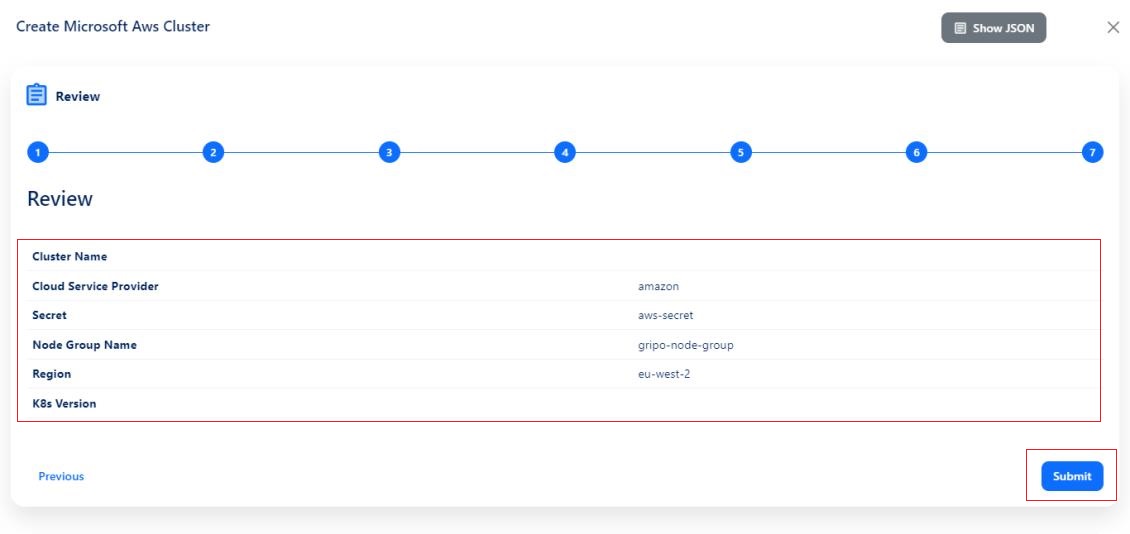 Create Microsoft Aws Cluster
Show JSON
Review
1 2 3 4 5 6 7
Review
Cluster Name
Cloud Service Provider amazon
Secret aws-secret
Node Group Name gripo-node-group
Region eu-west-2
K8s Version
Previous
Submit